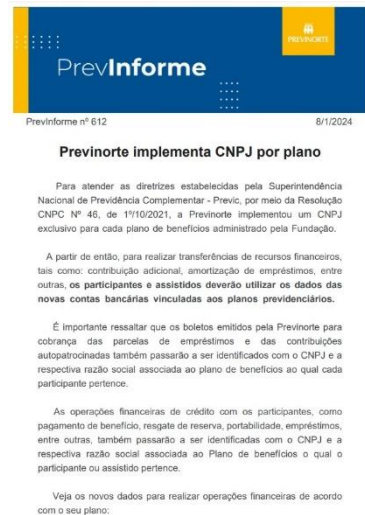 PREVINORTE
PrevInforme
PrevInforme nº 612 8/1/2024
Previnorte implementa CNPJ por plano
Para atender as diretrizes estabelecidas pela Superintendência
Nacional de Previdência Complementar - Previc, por meio da Resolução
CNPC Nº 46, de 1º/10/2021, a Previnorte implementou um CNPJ
exclusivo para cada plano de benefícios administrado pela Fundação.
A partir de então, para realizar transferências de recursos financeiros,
tais como: contribuição adicional, amortização de empréstimos, entre
outras, os participantes e assistidos deverão utilizar os dados das
novas contas bancárias vinculadas aos planos previdenciários.
É importante ressaltar que os boletos emitidos pela Previnorte para
cobrança das parcelas de empréstimos e das contribuições
autopatrocinadas também passarão a ser identificados com o CNPJ e a
respectiva razão social associada ao plano de benefícios ao qual cada
participante pertence.
As operações financeiras de crédito com os participantes, como
pagamento de benefício, resgate de reserva, portabilidade, empréstimos,
entre outras, também passarão a ser identificadas com o CNPJ e a
respectiva razão social associada ao Plano de benefícios o qual o
participante ou assistido pertence.
Veja os novos dados para realizar operações financeiras de acordo
com o seu plano: